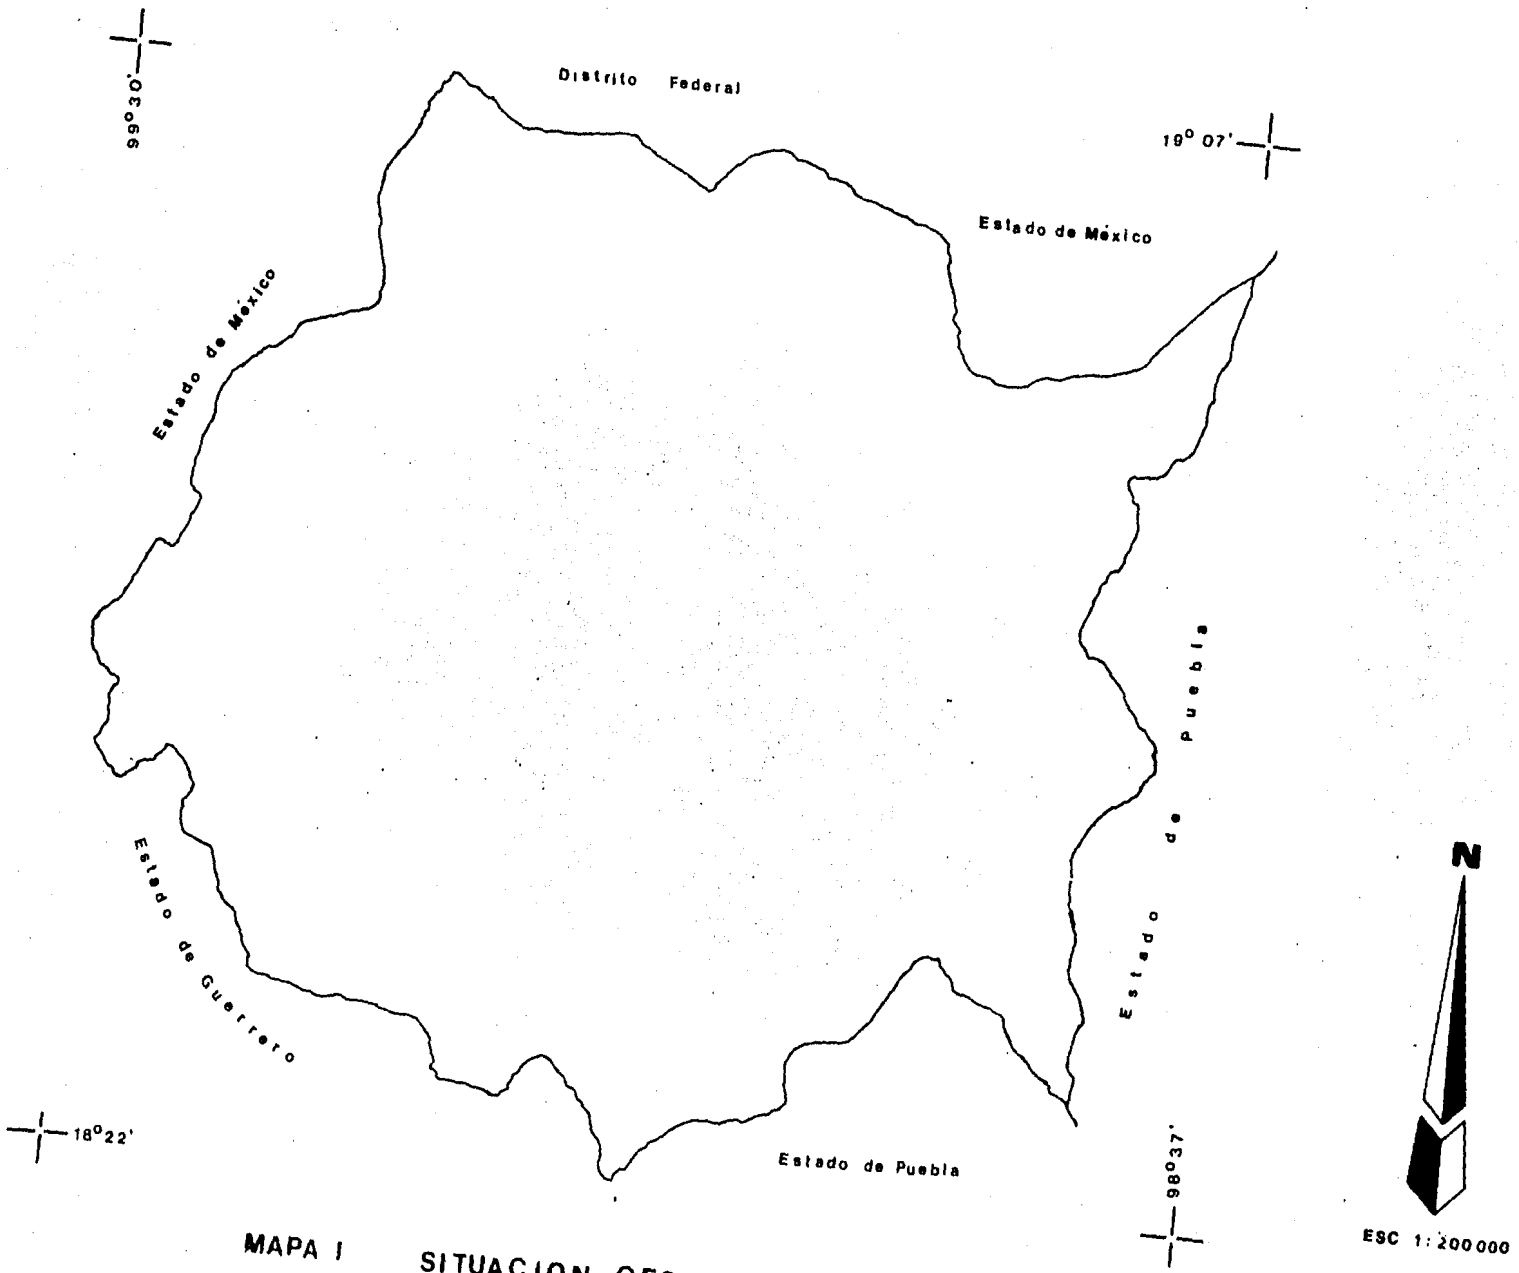 Distrito Federal
99° 30'
19° 07'
Estado de México
Estado de México
Estado de Puebla
N
Estado de Guerrero
18° 22'
Estado de Puebla
98° 37'
ESC 1:200000
MAPA I SITUACION